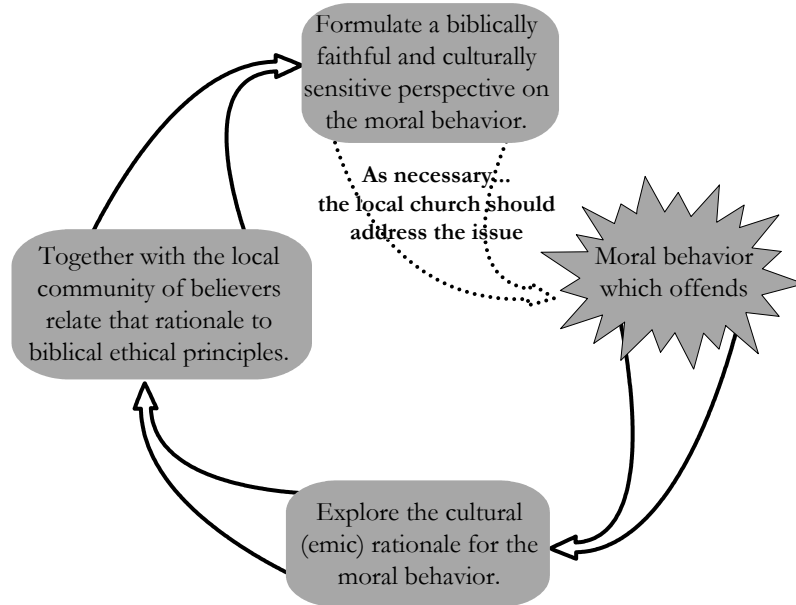 Formulate a biblically
faithful and culturally
sensitive perspective on
the moral behavior.
As necessary...
the local church should
address the issue
Moral behavior
which offends
Together with the local
community of believers
relate that rationale to
biblical ethical principles.
Explore the cultural
(emic) rationale for the
moral behavior.